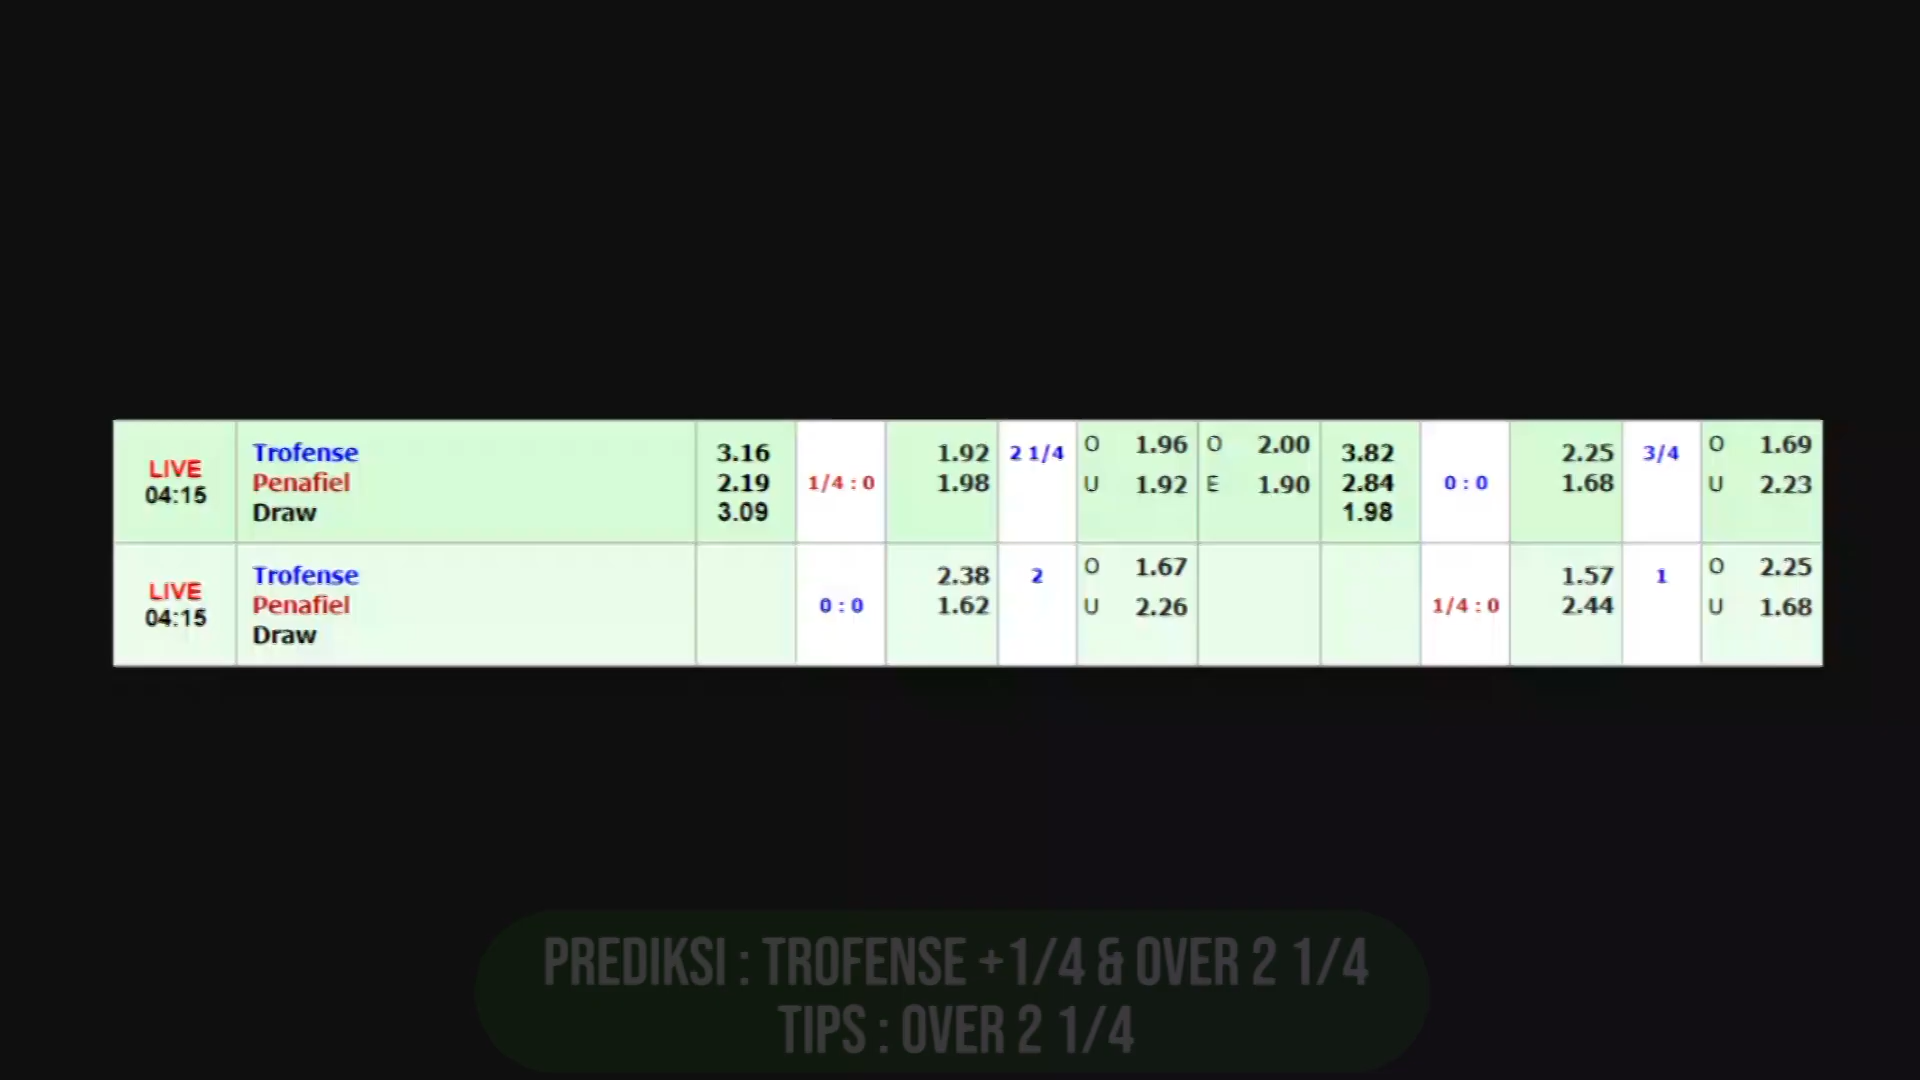 LIVE
04:15
Trofense
Penafiel
Draw
3.16
2.19
3.09
1/4 : 0
1.92
1.98
2 1/4
O 1.96
U 1.92
O 2.00
E 1.90
3.82
2.84
1.98
0 : 0
2.25
1.68
3/4
O 1.69
U 2.23
LIVE
04:15
Trofense
Penafiel
Draw
0 : 0
2.38
1.62
2
O 1.67
U 2.26
1/4 : 0
1.57
2.44
1
O 2.25
U 1.68
PREDIKSI : TROFENSE +1/4 & OVER 2 1/4
TIPS : OVER 2 1/4